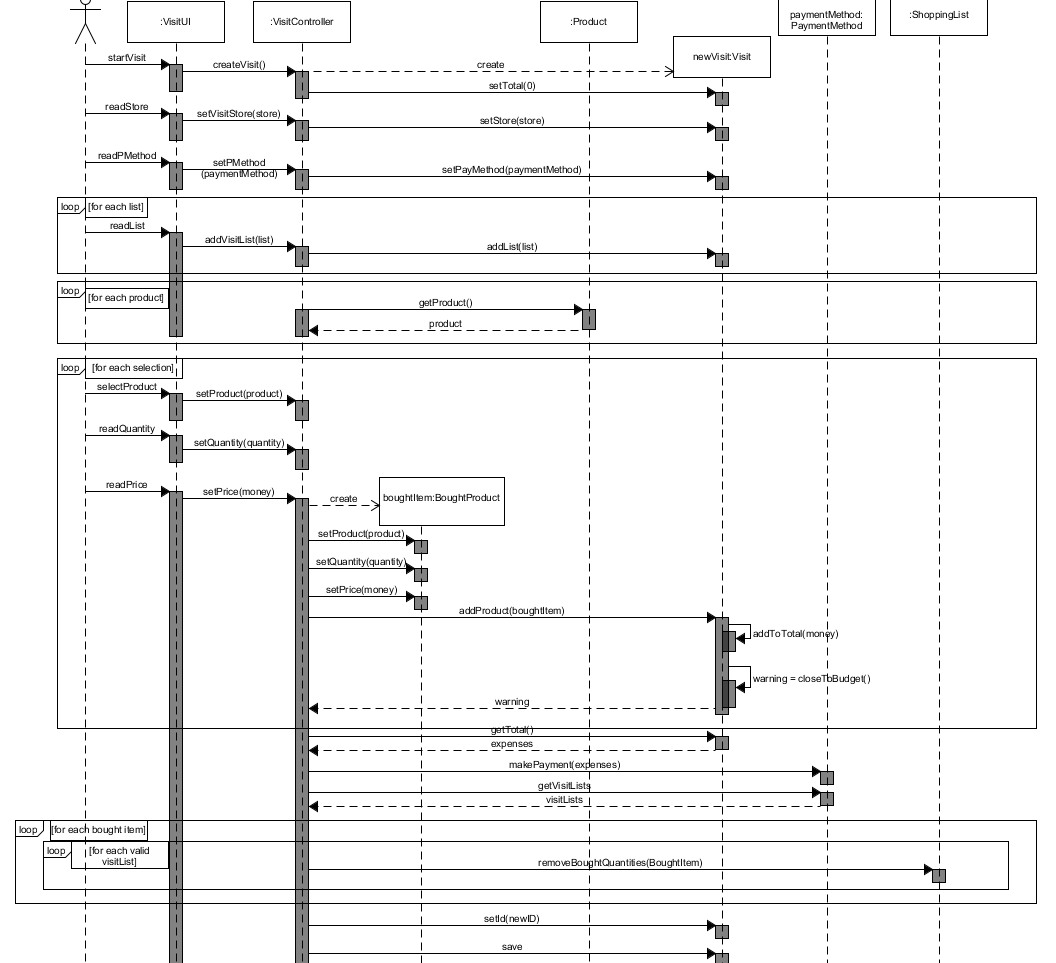 :VisitUI
:VisitController
:Product
paymentMethod:
PaymentMethod
:ShoppingList
newVisit:Visit
startVisit
createVisit()
create
setTotal(0)
readStore
setVisitStore(store)
setStore(store)
readPMethod
setPMethod
(paymentMethod)
setPayMethod(paymentMethod)
loop
[for each list]
readList
addVisitList(list)
addList(list)
loop
[for each product]
getProduct()
product
loop
[for each selection]
selectProduct
setProduct(product)
readQuantity
setQuantity(quantity)
readPrice
setPrice(money)
create
boughtItem:BoughtProduct
setProduct(product)
setQuantity(quantity)
setPrice(money)
addProduct(boughtItem)
addToTotal(money)
warning = closeToBudget()
warning
getTotal()
expenses
makePayment(expenses)
getVisitLists
visitLists
loop
[for each bought item]
loop
[for each valid
visitList]
removeBoughtQuantities(BoughtItem)
setId(newID)
save